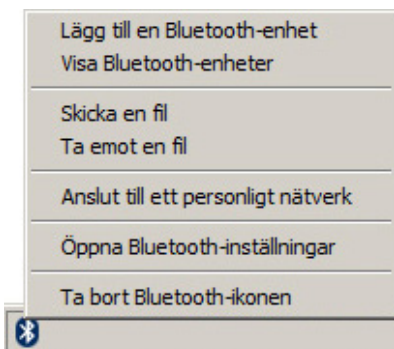 Lägg till en Bluetooth-enhet
Visa Bluetooth-enheter
Skicka en fil
Ta emot en fil
Anslut till ett personligt nätverk
Öppna Bluetooth-inställningar
Ta bort Bluetooth-ikonen